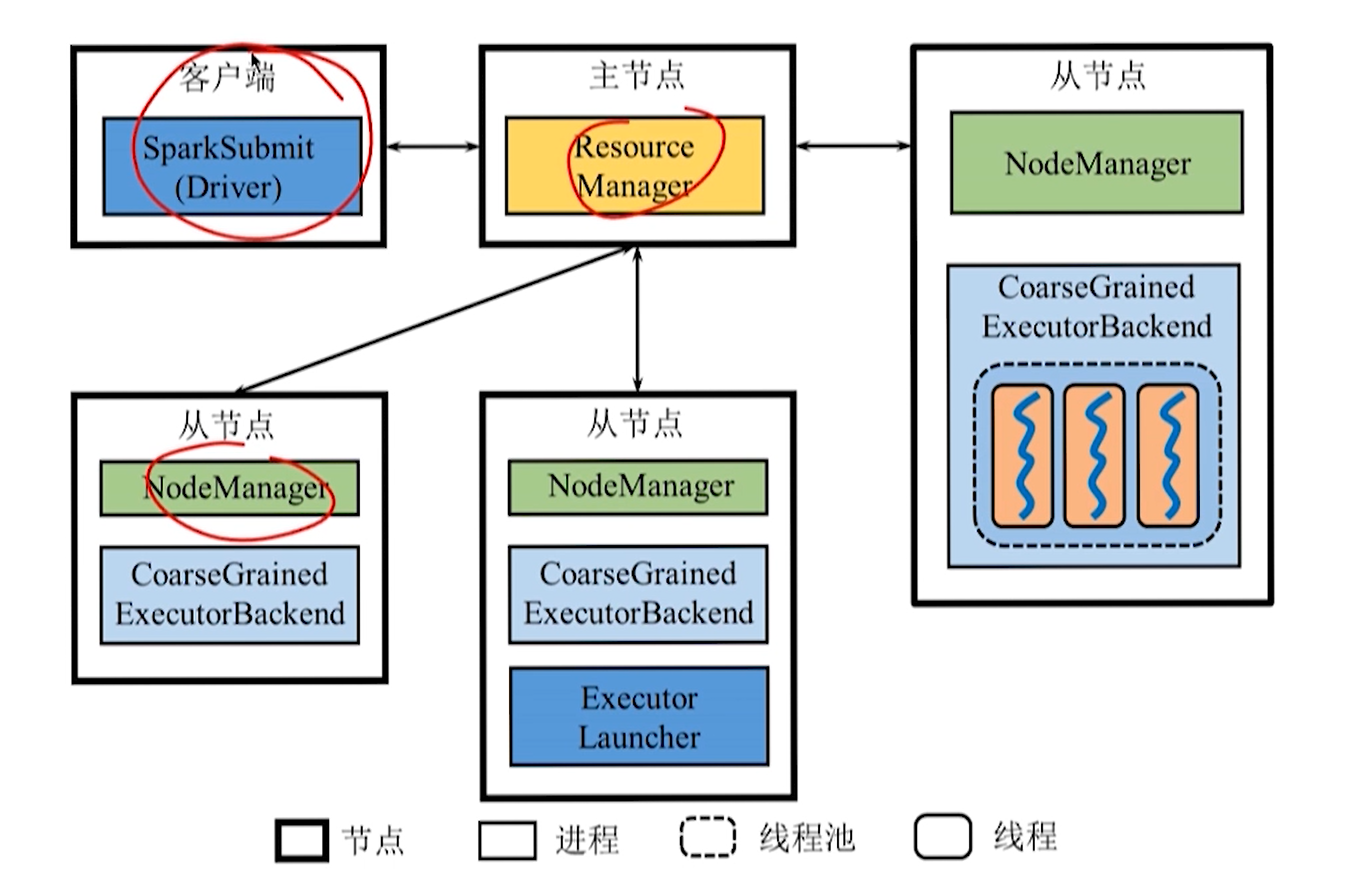 客户端
SparkSubmit
(Driver)
主节点
Resource
Manager
从节点
NodeManager
CoarseGrained
ExecutorBackend
从节点
NodeManager
CoarseGrained
ExecutorBackend
从节点
NodeManager
CoarseGrained
ExecutorBackend
Executor
Launcher
节点
进程
线程池
线程